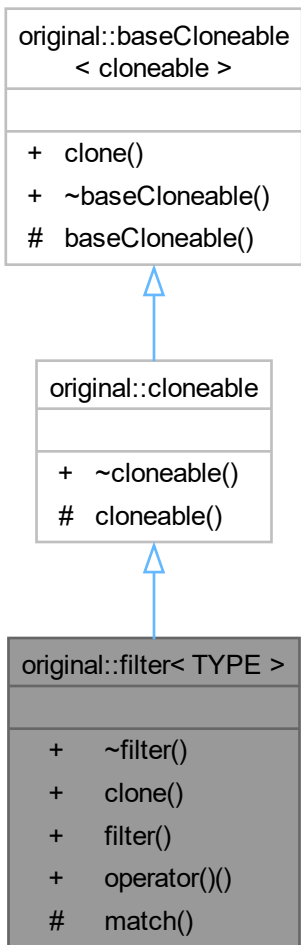 original::baseCloneable
< cloneable >
+ clone()
+ ~baseCloneable()
# baseCloneable()
original::cloneable
+ ~cloneable()
# cloneable()
original::filter< TYPE >
+ ~filter()
+ clone()
+ filter()
+ operator()()
# match()